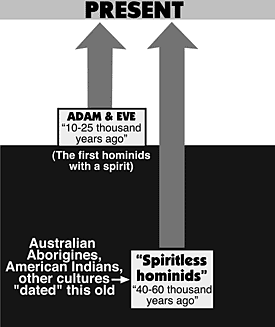 PRESENT
ADAM & EVE
"10-25 thousand
years ago"
(The first hominids
with a spirit)
Australian
Aborigines,
American Indians,
other cultures
"dated" this old
"Spiritless
hominids"
"40-60 thousand
years ago"